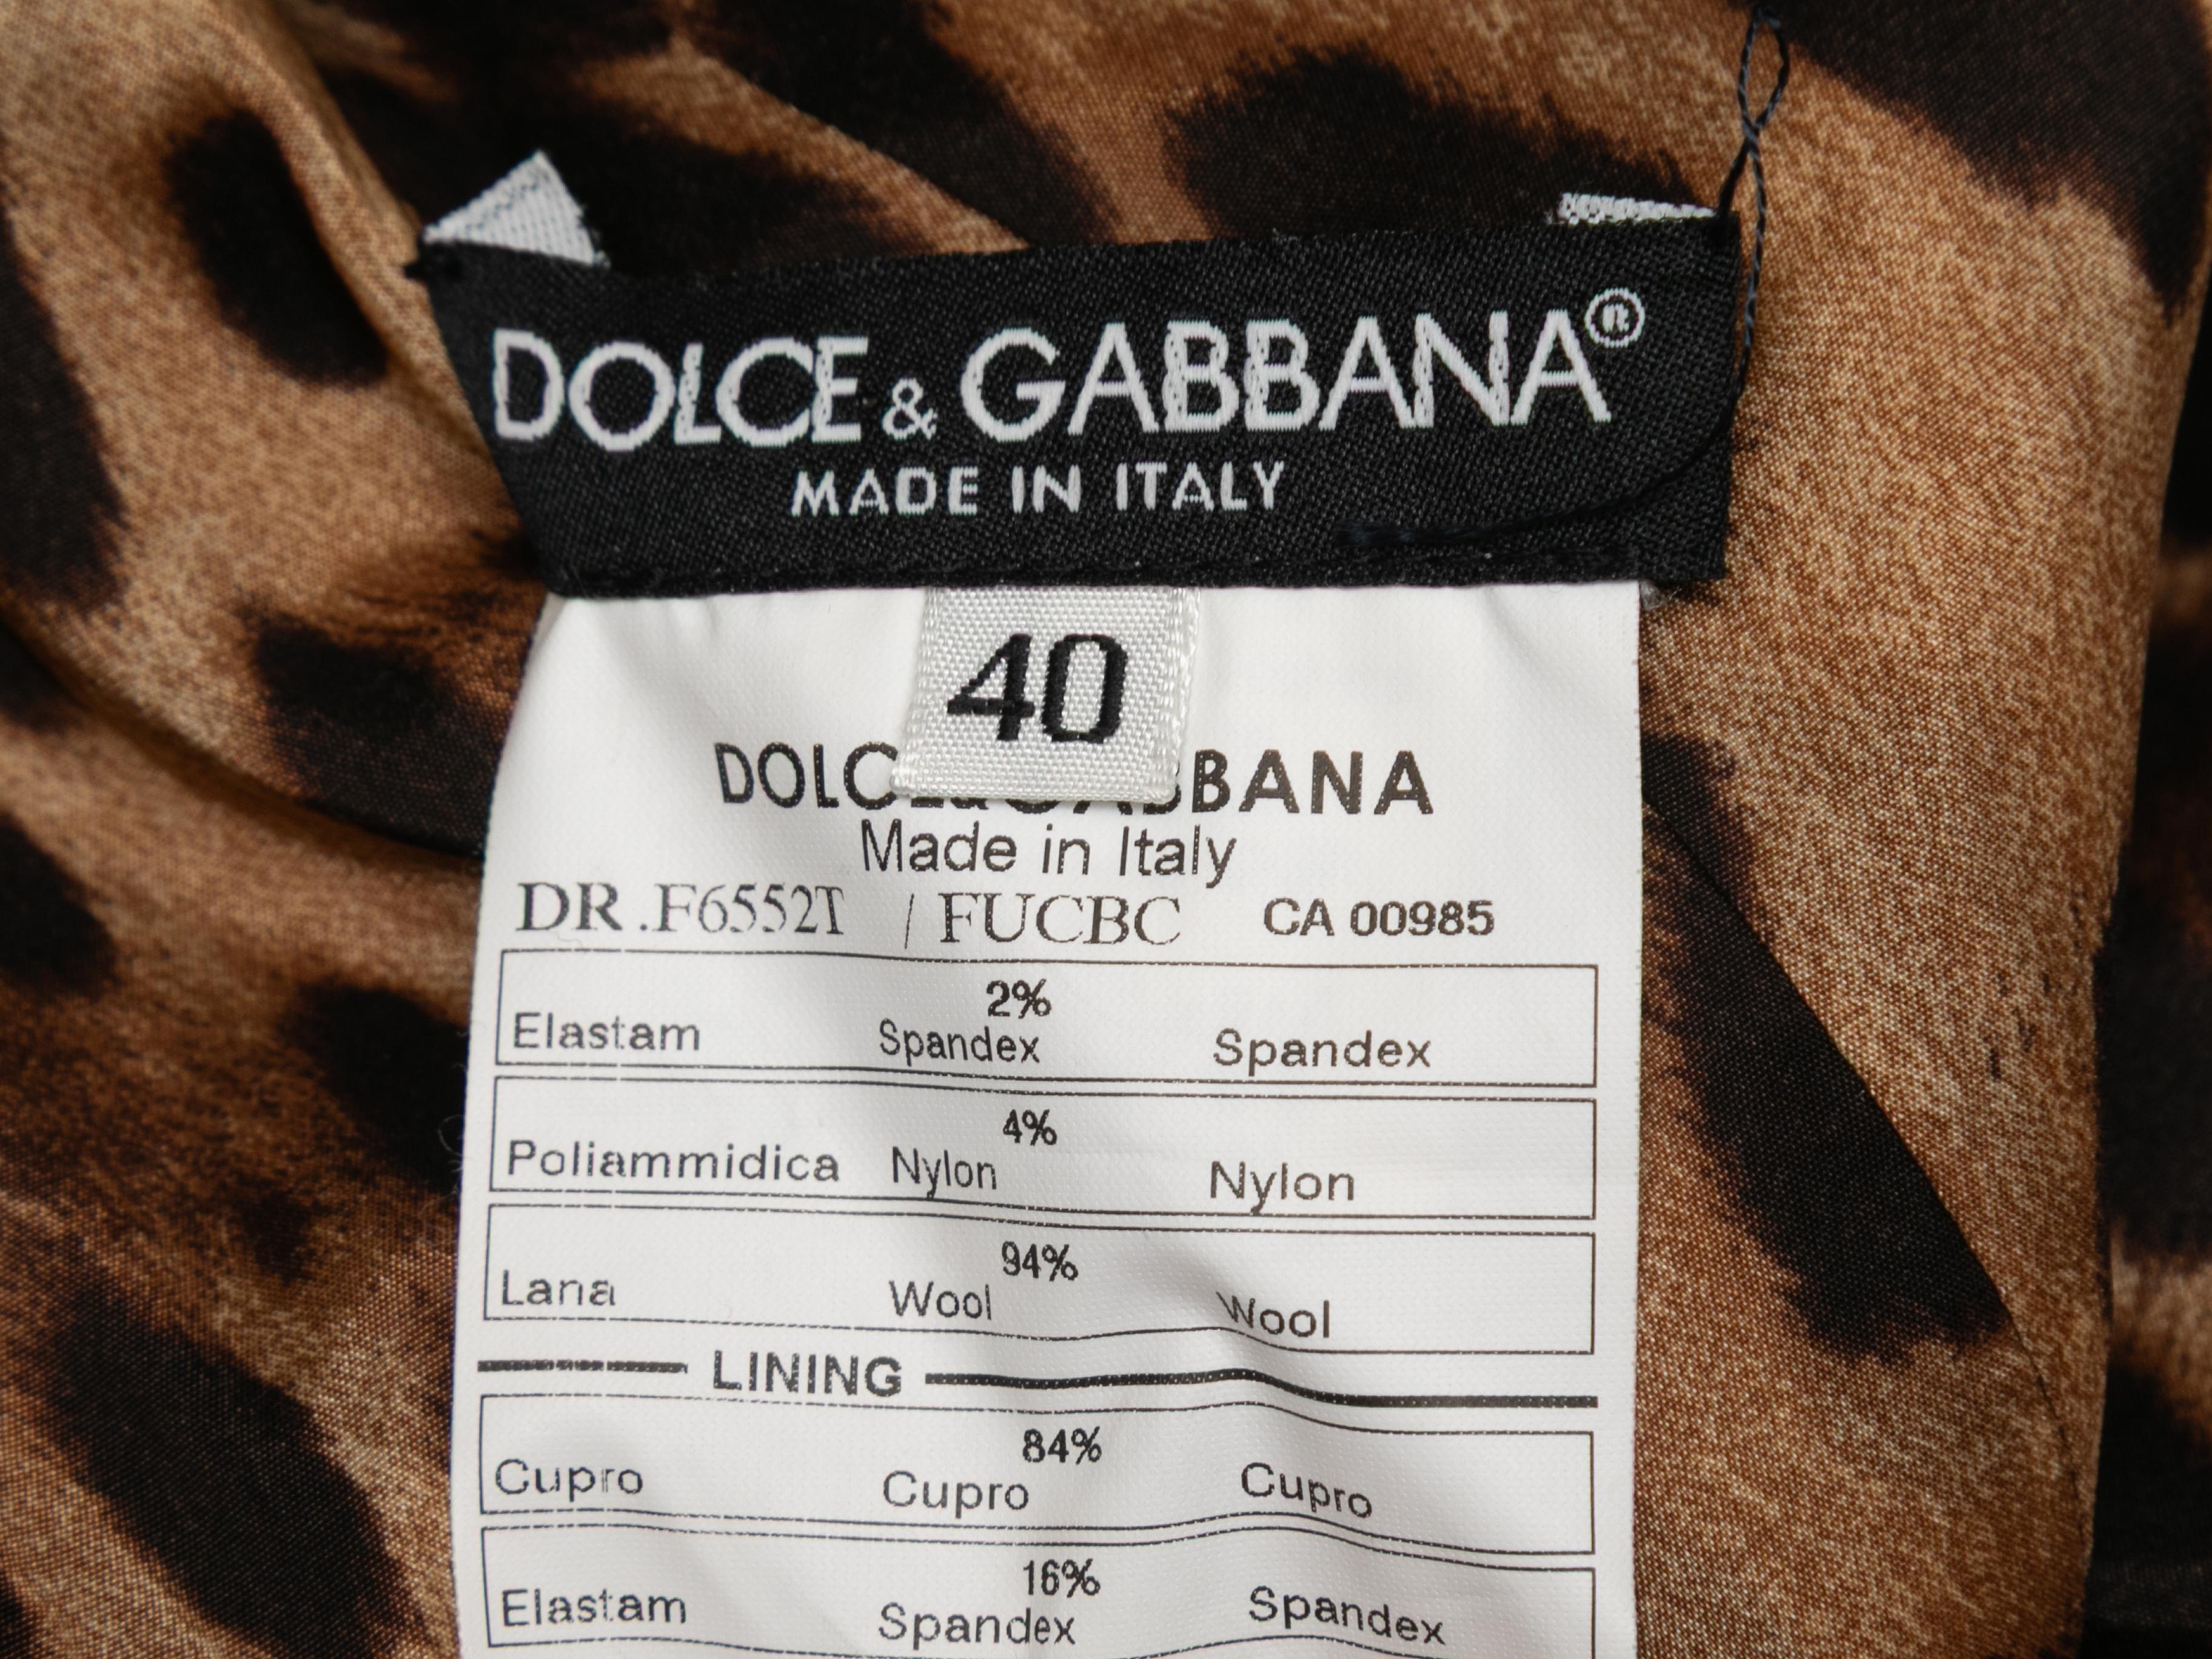 DOLCE & GABBANA®
MADE IN ITALY
40
DOLCE&GABBANA
Made in Italy
DR.F6552T / FUCBC CA 00985
2%
Elastam Spandex Spandex
4%
Poliammidica Nylon Nylon
94%
Lana Wool Wool
LINING
84%
Cupro Cupro Cupro
16%
Elastam Spandex Spandex